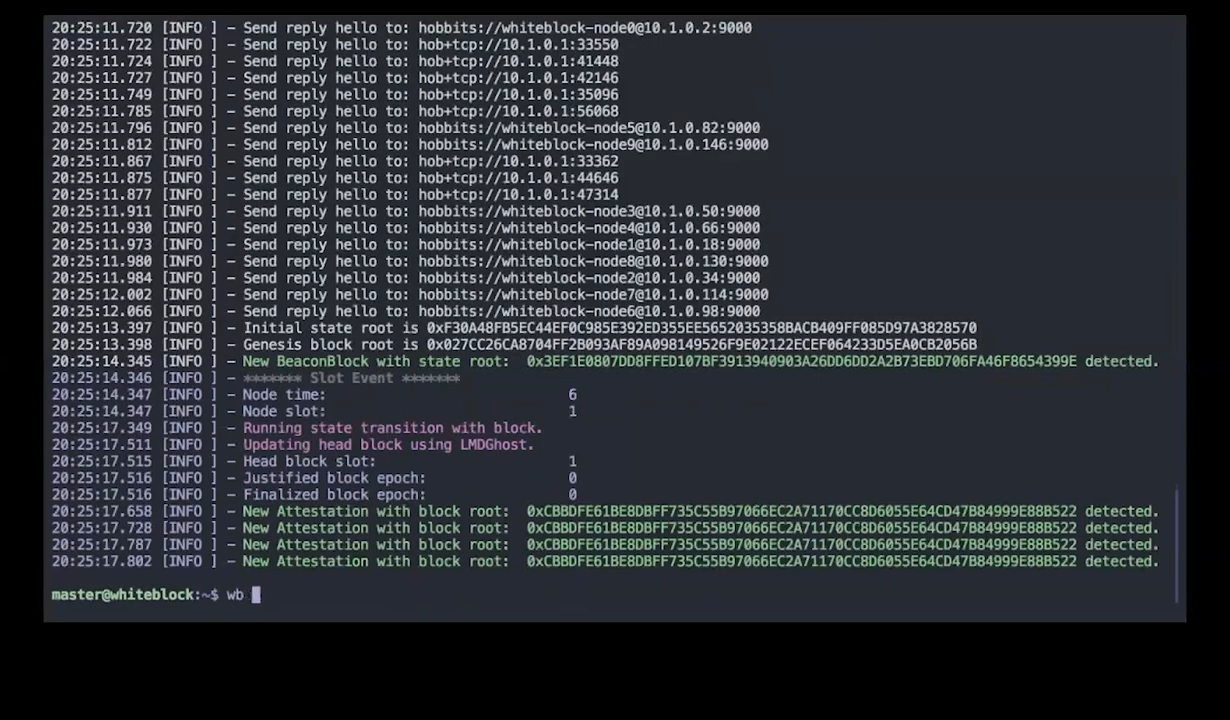 20:25:11.720 [INFO ] - Send reply hello to: hobbits://whiteblock-node0@10.1.0.2:9000
20:25:11.722 [INFO ] - Send reply hello to: hob+tcp://10.1.0.1:33550
20:25:11.724 [INFO ] - Send reply hello to: hob+tcp://10.1.0.1:41448
20:25:11.727 [INFO ] - Send reply hello to: hob+tcp://10.1.0.1:42146
20:25:11.749 [INFO ] - Send reply hello to: hob+tcp://10.1.0.1:35096
20:25:11.785 [INFO ] - Send reply hello to: hob+tcp://10.1.0.1:56068
20:25:11.796 [INFO ] - Send reply hello to: hobbits://whiteblock-node5@10.1.0.82:9000
20:25:11.812 [INFO ] - Send reply hello to: hobbits://whiteblock-node9@10.1.0.146:9000
20:25:11.867 [INFO ] - Send reply hello to: hob+tcp://10.1.0.1:33362
20:25:11.875 [INFO ] - Send reply hello to: hob+tcp://10.1.0.1:44646
20:25:11.877 [INFO ] - Send reply hello to: hob+tcp://10.1.0.1:47314
20:25:11.911 [INFO ] - Send reply hello to: hobbits://whiteblock-node3@10.1.0.50:9000
20:25:11.930 [INFO ] - Send reply hello to: hobbits://whiteblock-node4@10.1.0.66:9000
20:25:11.973 [INFO ] - Send reply hello to: hobbits://whiteblock-node1@10.1.0.18:9000
20:25:11.980 [INFO ] - Send reply hello to: hobbits://whiteblock-node8@10.1.0.130:9000
20:25:11.984 [INFO ] - Send reply hello to: hobbits://whiteblock-node2@10.1.0.34:9000
20:25:12.002 [INFO ] - Send reply hello to: hobbits://whiteblock-node7@10.1.0.114:9000
20:25:12.066 [INFO ] - Send reply hello to: hobbits://whiteblock-node6@10.1.0.98:9000
20:25:13.397 [INFO ] - Initial state root is 0xF30A48FB5EC44EF0C985E392ED355EE5652035358BACB409FF085D97A3828570
20:25:13.398 [INFO ] - Genesis block root is 0x027CC26CA8704FF2B093AF89A098149526F9E02122ECEF064233D5EA0CB2056B
20:25:14.345 [INFO ] - New BeaconBlock with state root: 0x3EF1E0807DD8FFED107BF3913940903A26DD6DD2A2B73EBD706FA46F8654399E detected.
20:25:14.346 [INFO ] - ******* Slot Event *******
20:25:14.347 [INFO ] - Node time: 6
20:25:14.347 [INFO ] - Node slot: 1
20:25:17.349 [INFO ] - Running state transition with block.
20:25:17.511 [INFO ] - Updating head block using LMDGhost.
20:25:17.515 [INFO ] - Head block slot: 1
20:25:17.516 [INFO ] - Justified block epoch: 0
20:25:17.516 [INFO ] - Finalized block epoch: 0
20:25:17.658 [INFO ] - New Attestation with block root: 0xCBBDFE61BE8DBFF735C55B97066EC2A71170CC8D6055E64CD47B84999E88B522 detected.
20:25:17.728 [INFO ] - New Attestation with block root: 0xCBBDFE61BE8DBFF735C55B97066EC2A71170CC8D6055E64CD47B84999E88B522 detected.
20:25:17.787 [INFO ] - New Attestation with block root: 0xCBBDFE61BE8DBFF735C55B97066EC2A71170CC8D6055E64CD47B84999E88B522 detected.
20:25:17.802 [INFO ] - New Attestation with block root: 0xCBBDFE61BE8DBFF735C55B97066EC2A71170CC8D6055E64CD47B84999E88B522 detected.
master@whiteblock:~$ wb